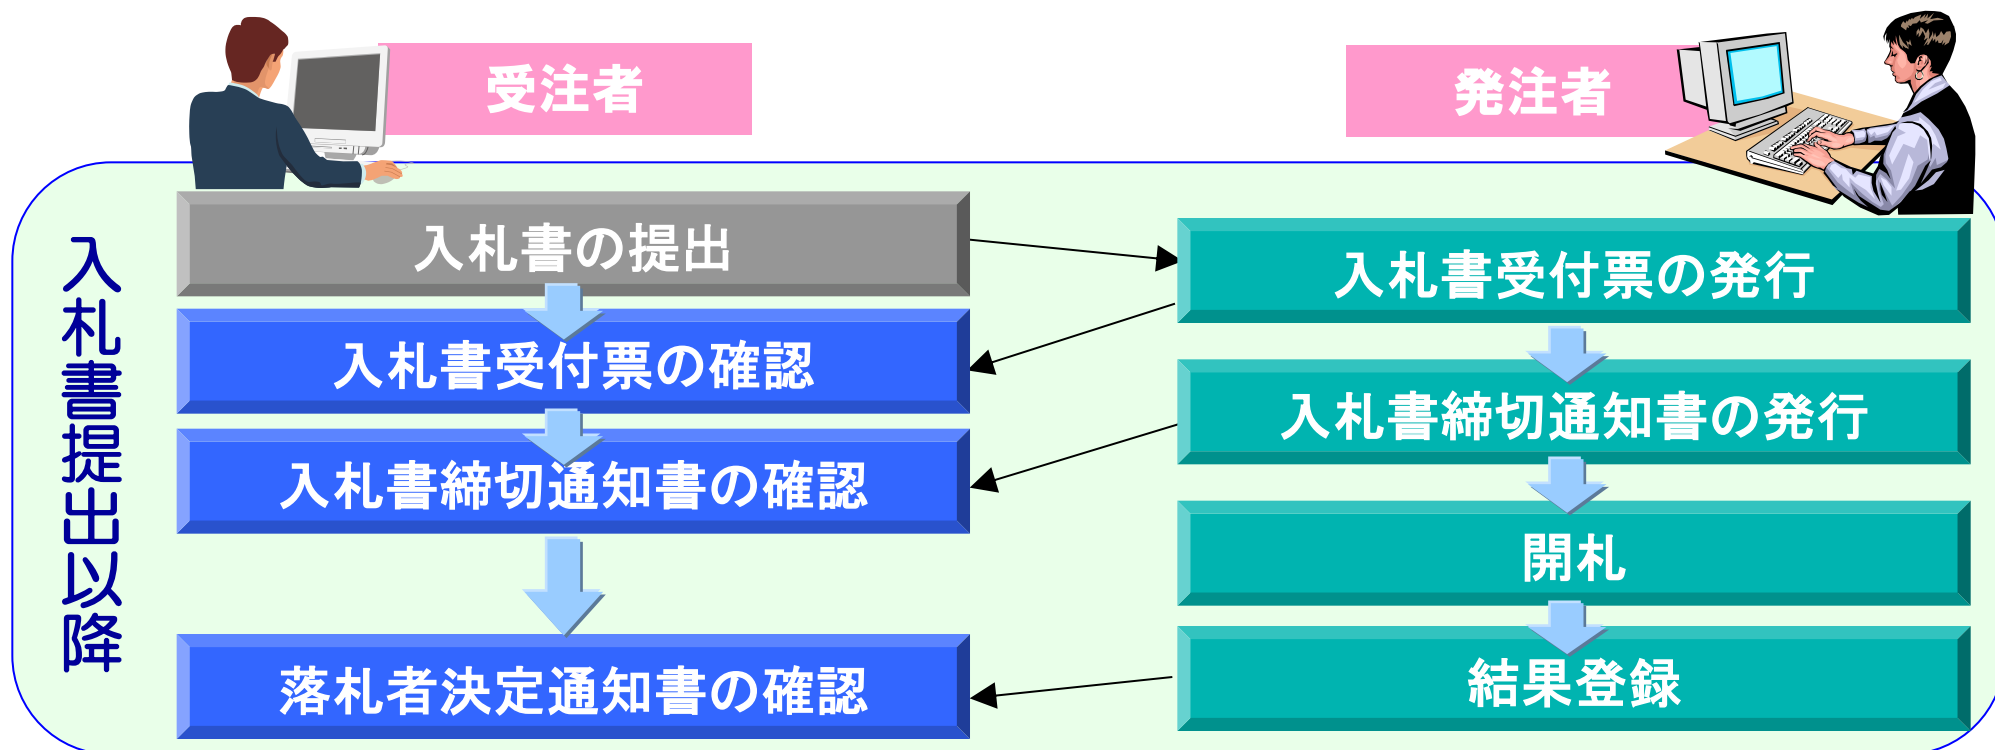 受注者
発注者
入札書提出以降
入札書の提出
入札書受付票の発行
入札書受付票の確認
入札書締切通知書の発行
入札書締切通知書の確認
開札
結果登録
落札者決定通知書の確認